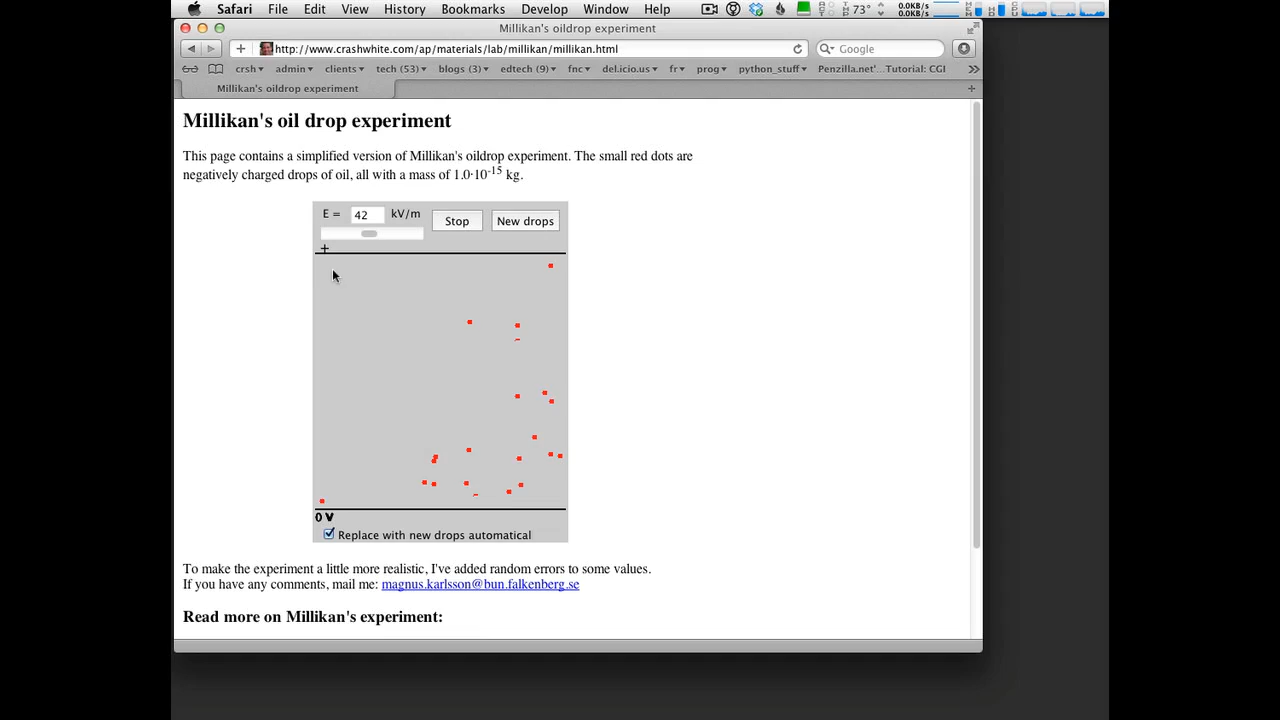 Safari File Edit View History Bookmarks Develop Window Help 73° 0.0KB/s
0.0KB/s
Millikan's oildrop experiment
http://www.crashwhite.com/ap/materials/lab/millikan/millikan.html Google
crsh admin clients tech (53) blogs (3) edtech (9) fnc del.icio.us fr prog python_stuff Penzilla.net'...Tutorial: CGI
Millikan's oildrop experiment
Millikan's oil drop experiment
This page contains a simplified version of Millikan's oildrop experiment. The small red dots are
negatively charged drops of oil, all with a mass of 1.0·10-15 kg.
E = 42 kV/m Stop New drops
+
0 V
Replace with new drops automatical
To make the experiment a little more realistic, I've added random errors to some values.
If you have any comments, mail me: magnus.karlsson@bun.falkenberg.se
Read more on Millikan's experiment: